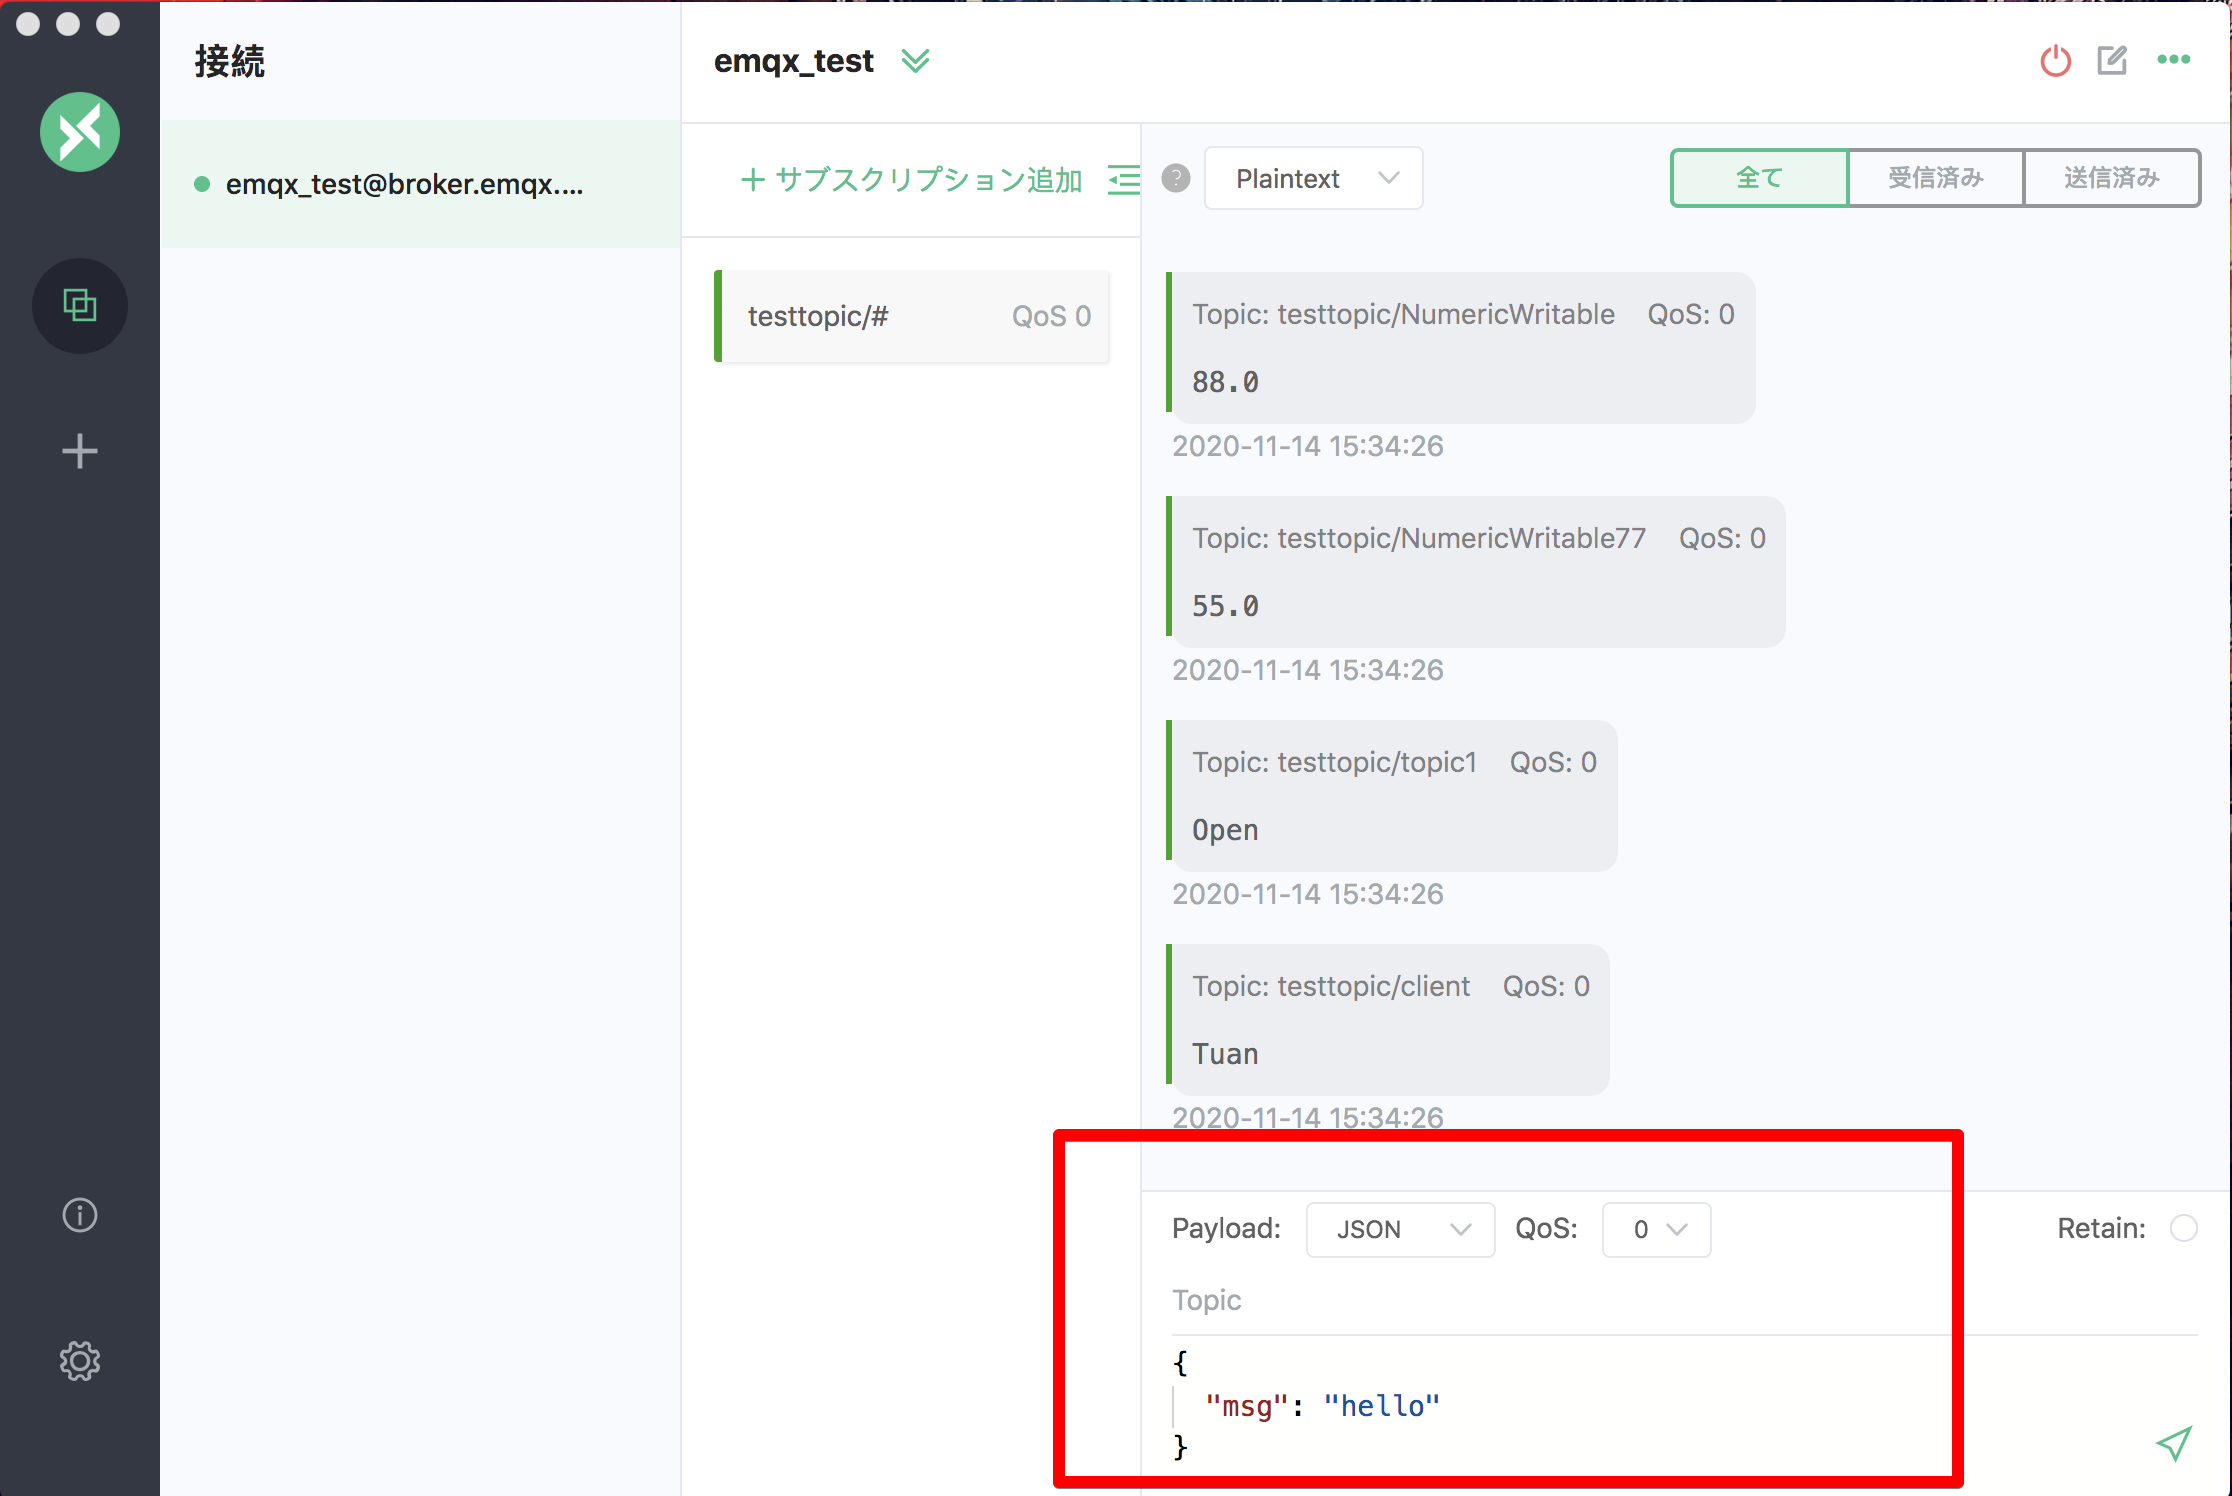 接続
emqx_test@broker.emqx....
emqx_test
+ サブスクリプション追加
testtopic/# QoS 0
? Plaintext
全て 受信済み 送信済み
Topic: testtopic/NumericWritable QoS: 0
88.0
2020-11-14 15:34:26
Topic: testtopic/NumericWritable77 QoS: 0
55.0
2020-11-14 15:34:26
Topic: testtopic/topic1 QoS: 0
Open
2020-11-14 15:34:26
Topic: testtopic/client QoS: 0
Tuan
2020-11-14 15:34:26
Payload: JSON QoS: 0 Retain:
Topic
{
"msg": "hello"
}